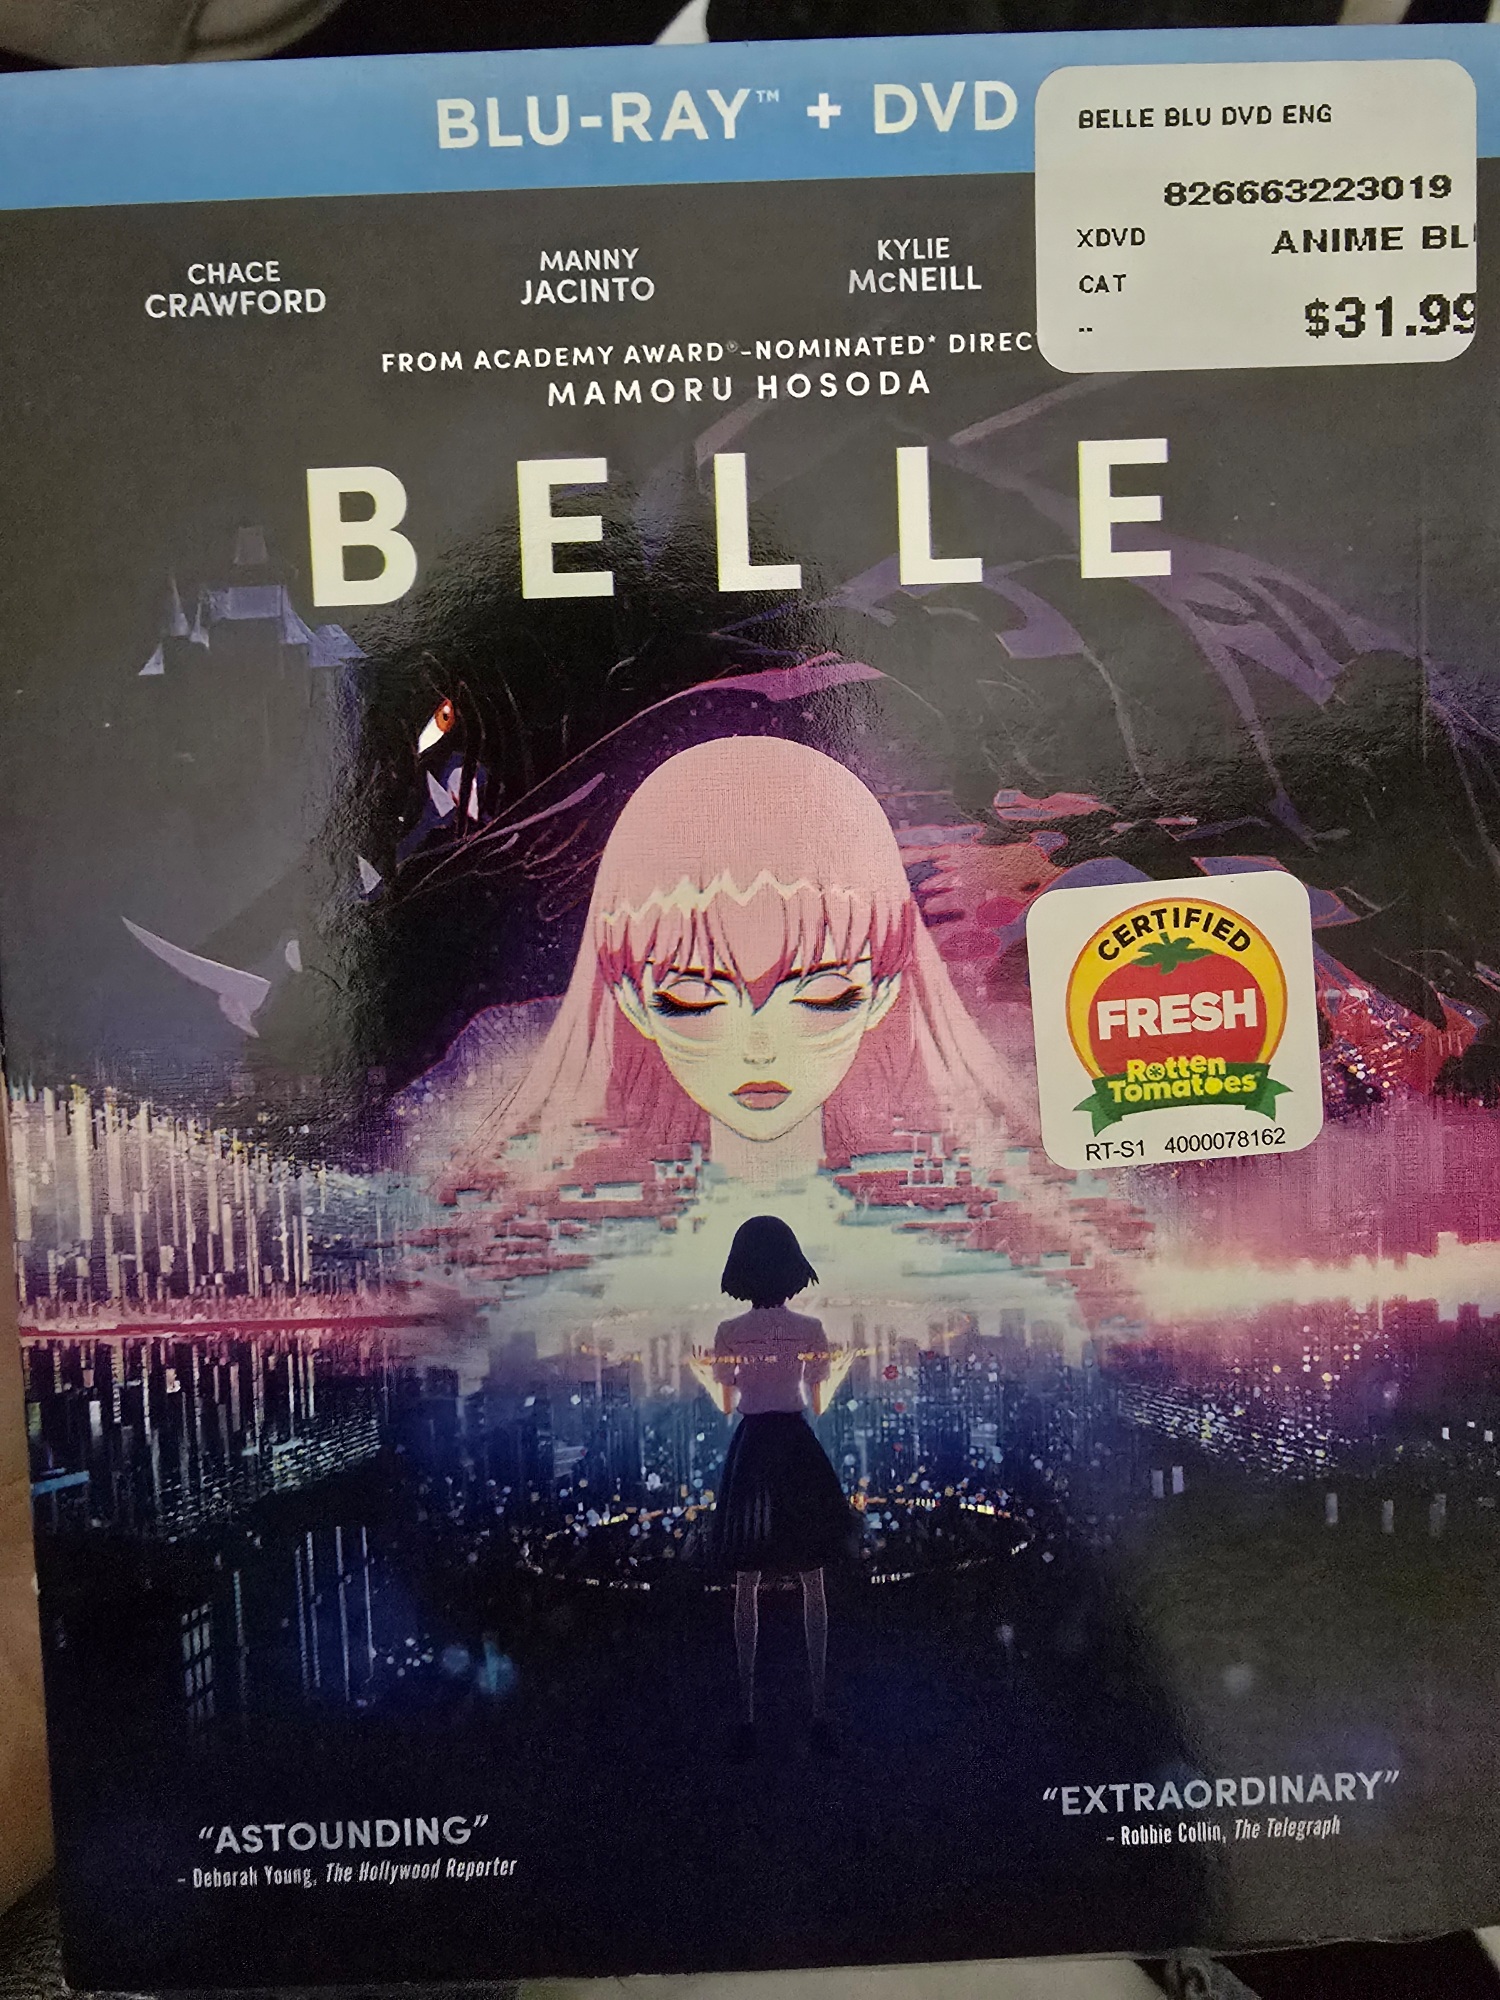 BLU-RAY™ + DVD
BELLE BLU DVD ENG
826663223019
XDVD ANIME BL
CAT
-- $31.99
CHACE
CRAWFORD
MANNY
JACINTO
KYLIE
McNEILL
FROM ACADEMY AWARD®-NOMINATED* DIREC
MAMORU HOSODA
BELLE
CERTIFIED
FRESH
Rotten
Tomatoes®
RT-S1 4000078162
“ASTOUNDING”
– Deborah Young, The Hollywood Reporter
“EXTRAORDINARY”
– Robbie Collin, The Telegraph